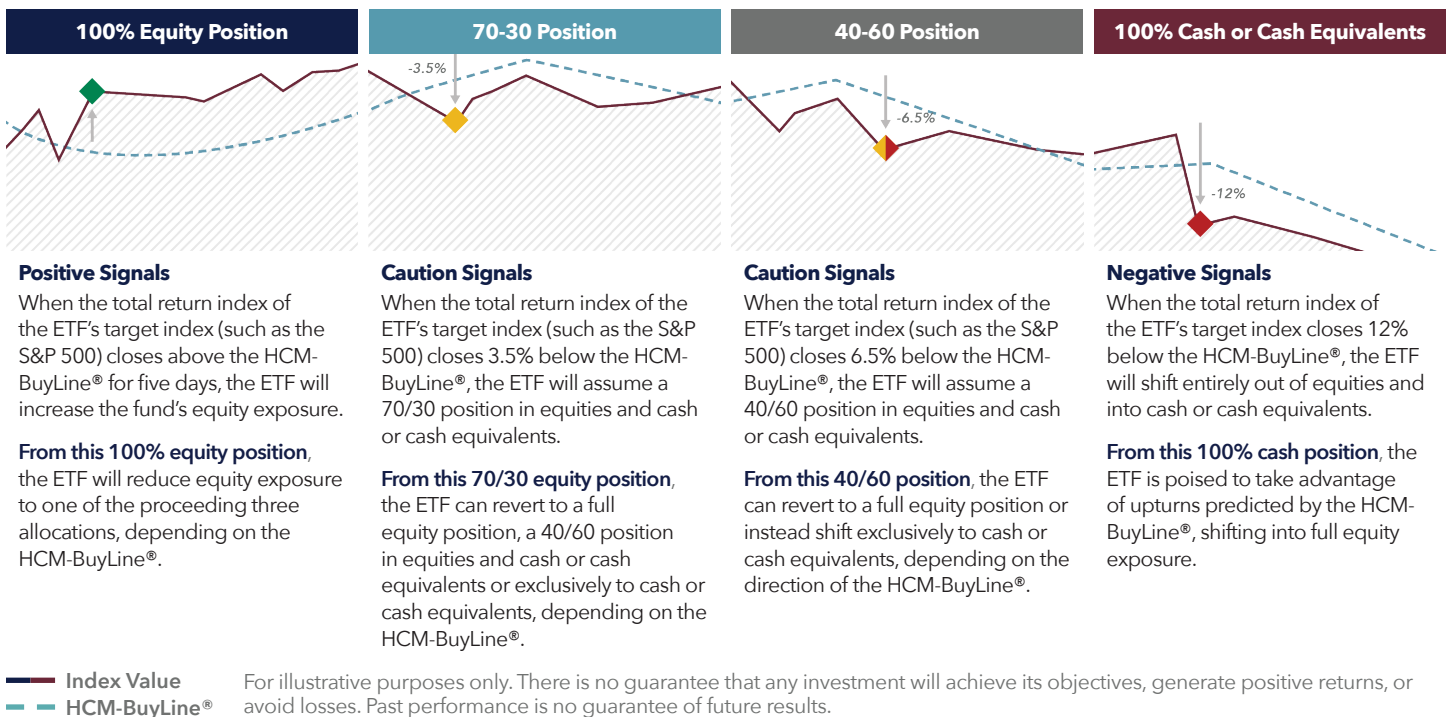 100% Equity Position
70-30 Position
40-60 Position
100% Cash or Cash Equivalents
-3.5%
-6.5%
-12%
Positive Signals
When the total return index of
the ETF's target index (such as the
S&P 500) closes above the HCM-
BuyLine® for five days, the ETF will
increase the fund's equity exposure.
From this 100% equity position,
the ETF will reduce equity exposure
to one of the proceeding three
allocations, depending on the
HCM-BuyLine®.
Caution Signals
When the total return index of the
ETF's target index (such as the S&P
500) closes 3.5% below the HCM-
BuyLine®, the ETF will assume a
70/30 position in equities and cash
or cash equivalents.
From this 70/30 equity position,
the ETF can revert to a full
equity position, a 40/60 position
in equities and cash or cash
equivalents or exclusively to cash or
cash equivalents, depending on the
HCM-BuyLine®.
Caution Signals
When the total return index of the
ETF's target index (such as the S&P
500) closes 6.5% below the HCM-
BuyLine®, the ETF will assume a
40/60 position in equities and cash
or cash equivalents.
From this 40/60 position, the ETF
can revert to a full equity position or
instead shift exclusively to cash or
cash equivalents, depending on the
direction of the HCM-BuyLine®.
Negative Signals
When the total return index of
the ETF's target index closes 12%
below the HCM-BuyLine®, the ETF
will shift entirely out of equities and
into cash or cash equivalents.
From this 100% cash position, the
ETF is poised to take advantage
of upturns predicted by the HCM-
BuyLine®, shifting into full equity
exposure.
Index Value
HCM-BuyLine®
For illustrative purposes only. There is no guarantee that any investment will achieve its objectives, generate positive returns, or
avoid losses. Past performance is no guarantee of future results.